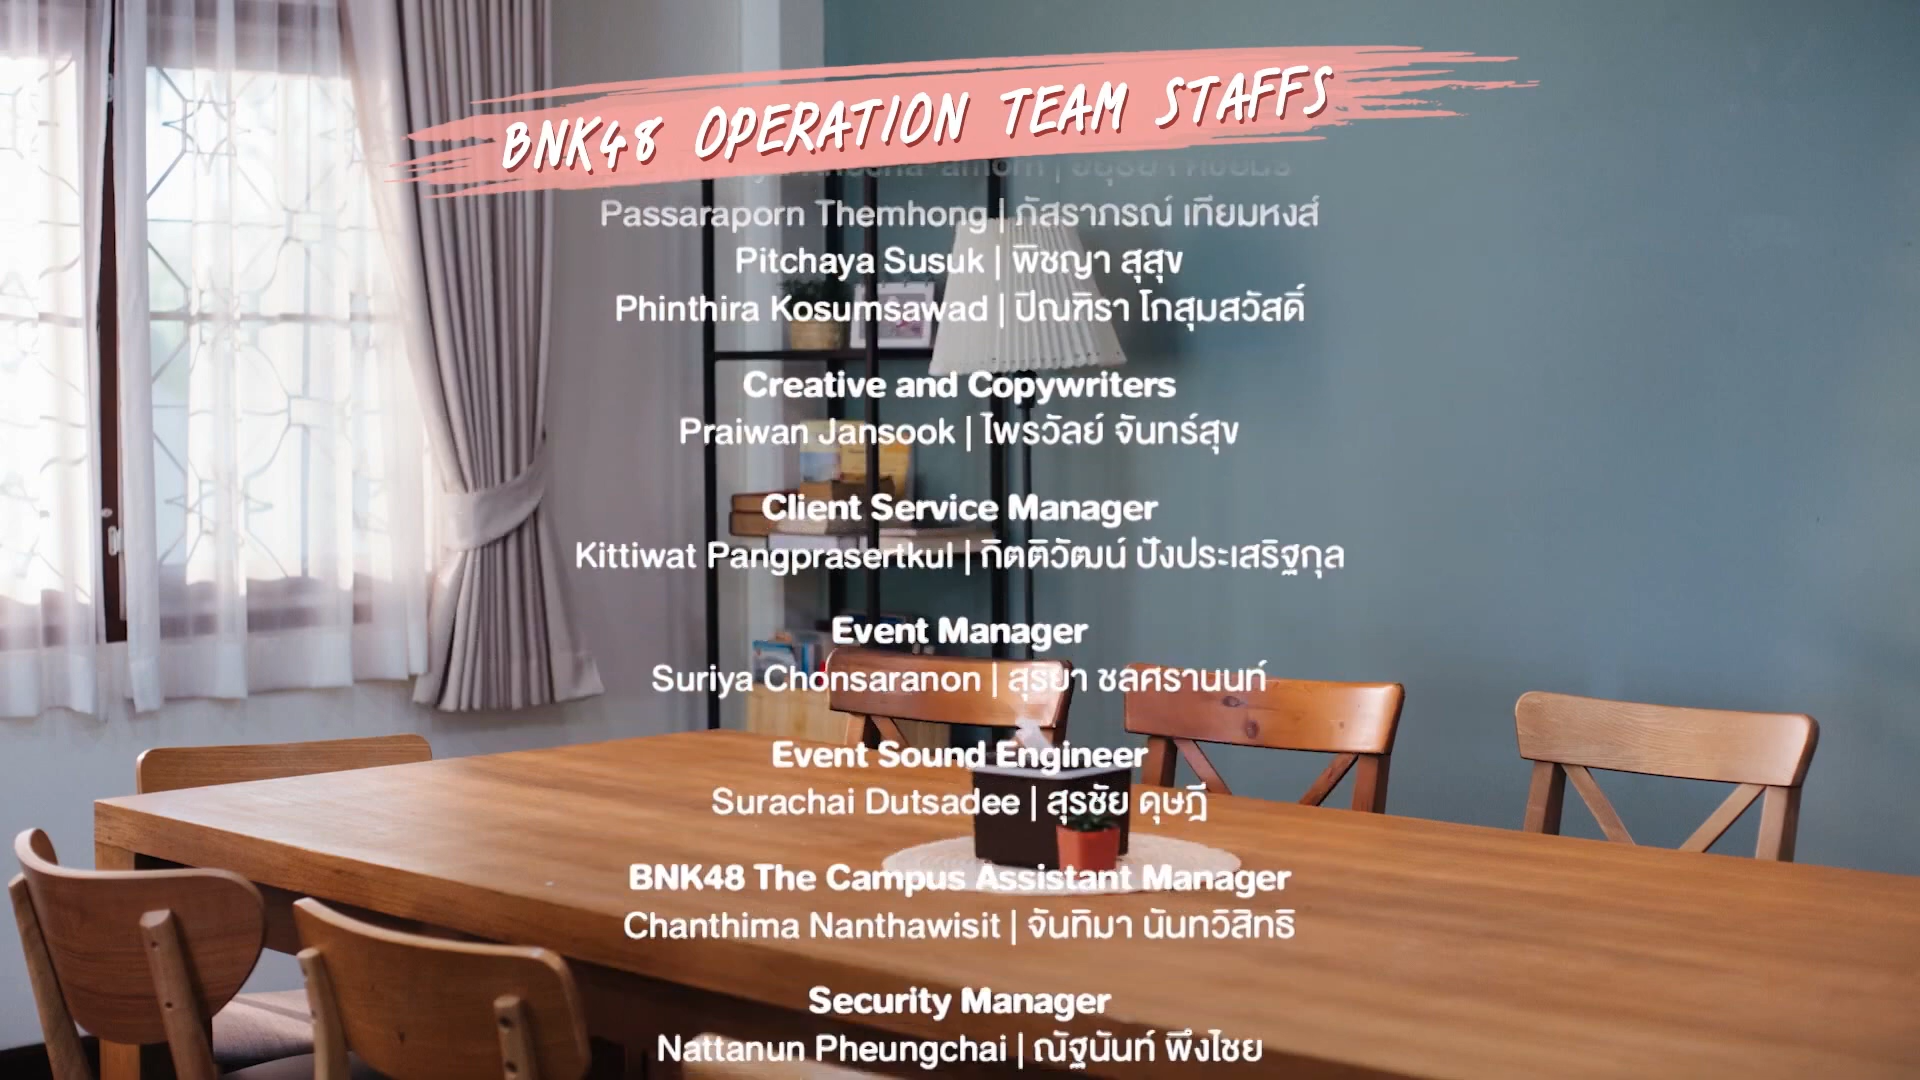 BNK48 OPERATION TEAM STAFFS
Passaraporn Themhong | ภัสราภรณ์ เทียมหงส์
Pitchaya Susuk | พิชญา สุสุข
Phinthira Kosumsawad | ปิณฑิรา โกสุมสวัสดิ์
Creative and Copywriters
Praiwan Jansook | ไพรวัลย์ จันทร์สุข
Client Service Manager
Kittiwat Pangprasertkul | กิตติวัฒน์ ปังประเสริฐกุล
Event Manager
Suriya Chonsaranon | สุริยา ชลศรานนท์
Event Sound Engineer
Surachai Dutsadee | สุรชัย ดุษฎี
BNK48 The Campus Assistant Manager
Chanthima Nanthawisit | จันทิมา นันทวิสิทธิ
Security Manager
Nattanun Pheungchai | ณัฐนันท์ พึงไชย